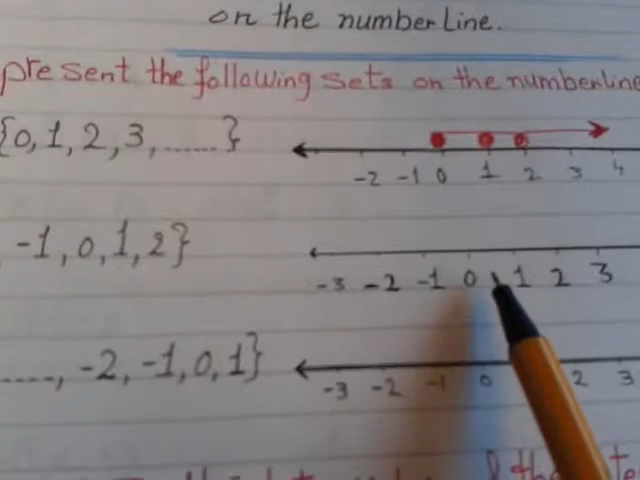 on the number Line.
present the following sets on the numberline
{0, 1, 2, 3, ......}
-2 -1 0 1 2 3 4
-1, 0, 1, 2}
-3 -2 -1 0 1 2 3
...., -2, -1, 0, 1}
-3 -2 -1 0 2 3